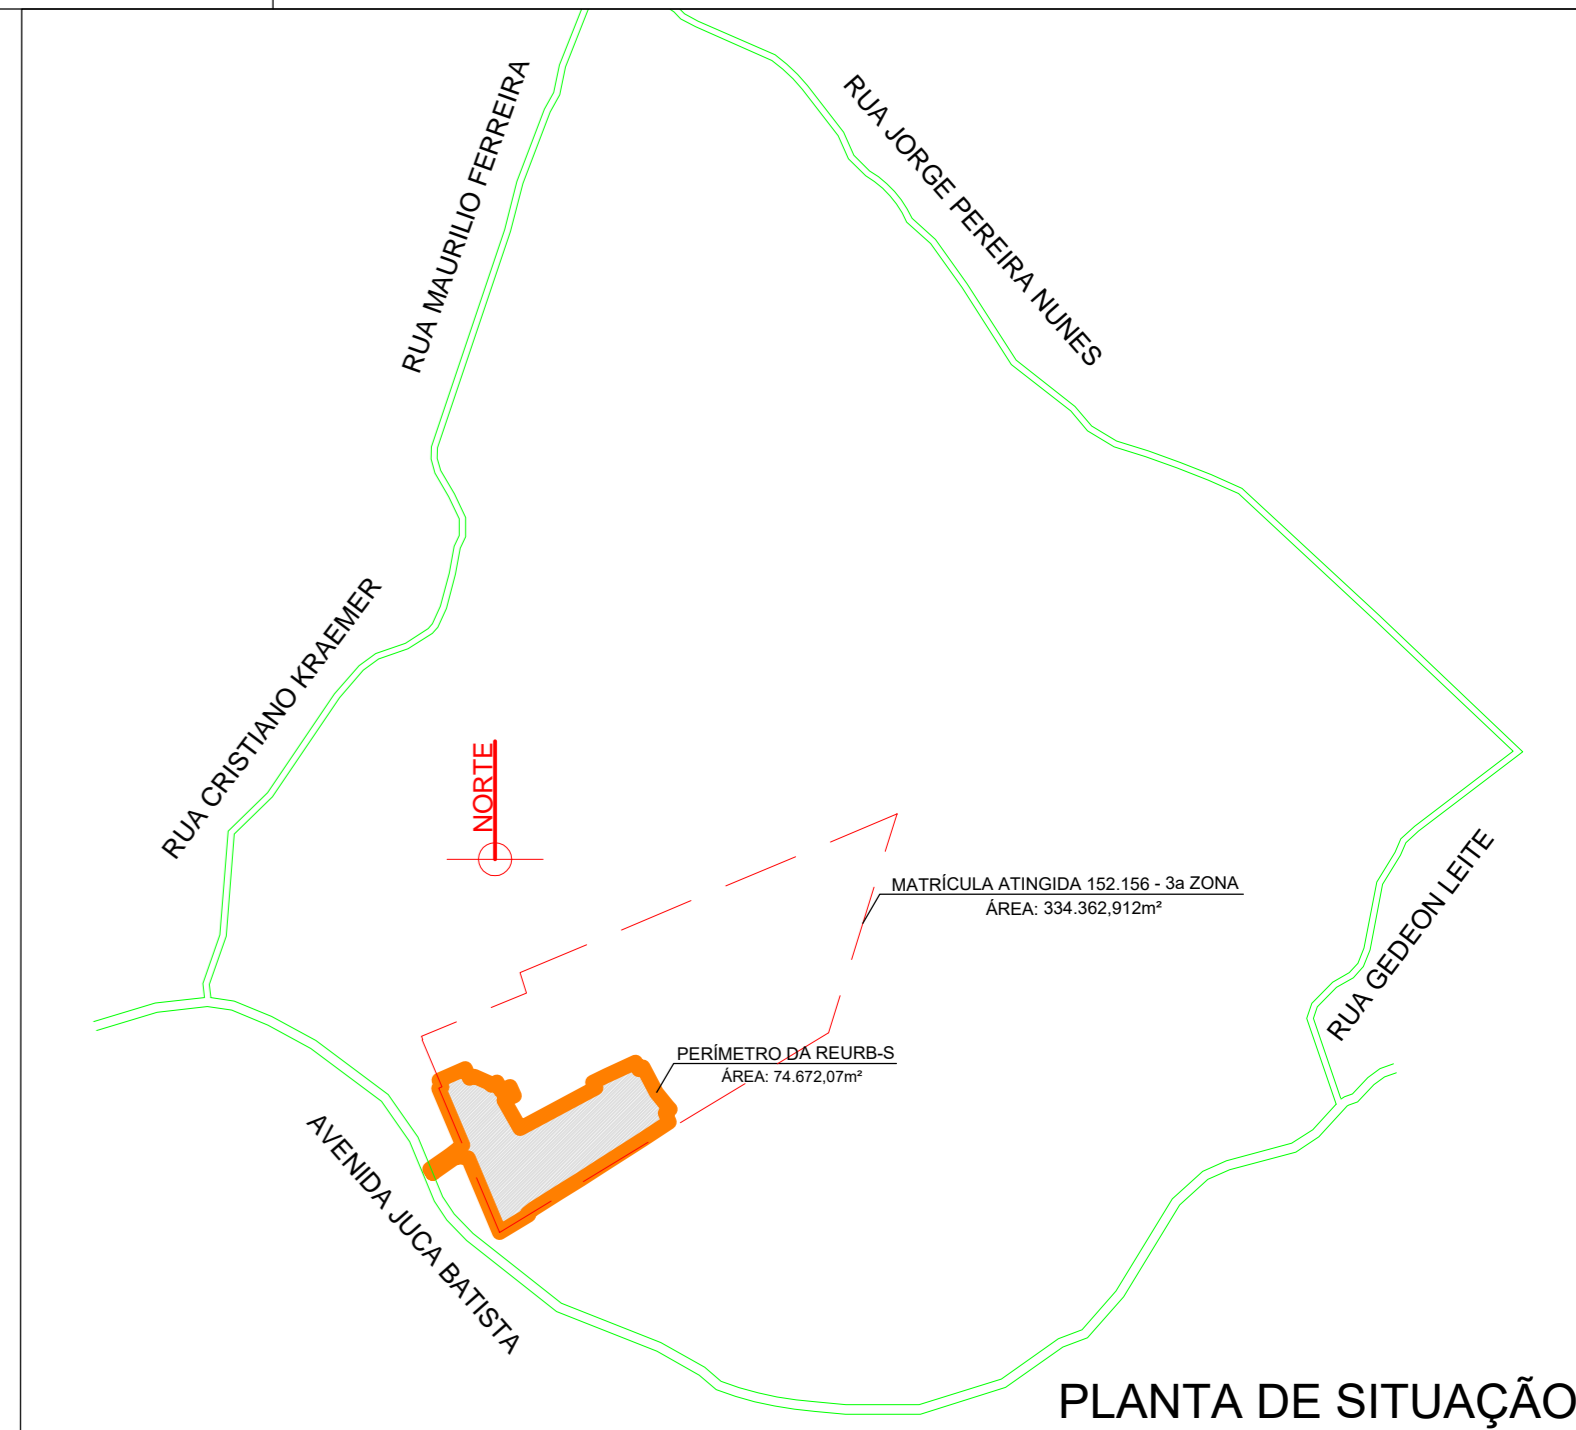 RUA MAURILIO FERREIRA
RUA JORGE PEREIRA NUNES
RUA CRISTIANO KRAEMER
NORTE
MATRÍCULA ATINGIDA 152.156 - 3a ZONA
ÁREA: 334.362,912m²
RUA GEDEON LEITE
PERÍMETRO DA REURB-S
ÁREA: 74.672,07m²
AVENIDA JUCA BATISTA
PLANTA DE SITUAÇÃO